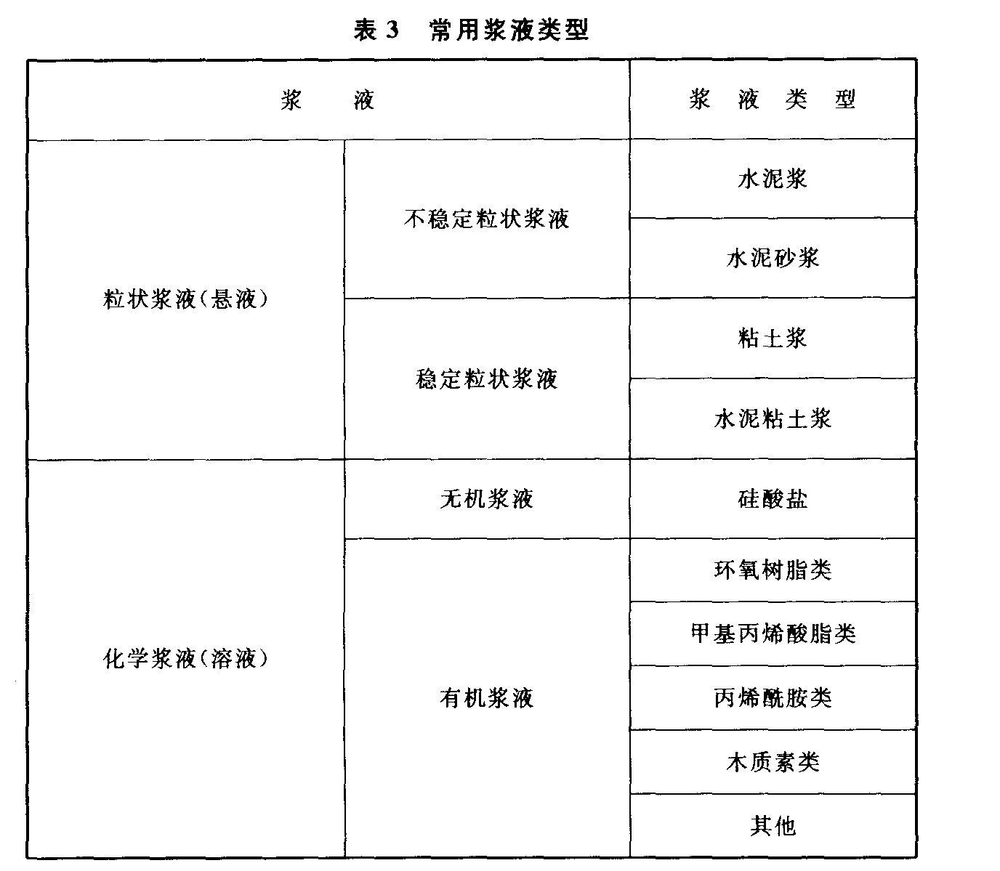 表 3 常用浆液类型
浆 液
浆 液 类 型
粒状浆液(悬液)
不稳定粒状浆液
水泥浆
水泥砂浆
稳定粒状浆液
粘土浆
水泥粘土浆
化学浆液(溶液)
无机浆液
硅酸盐
有机浆液
环氧树脂类
甲基丙烯酸脂类
丙烯酰胺类
木质素类
其他